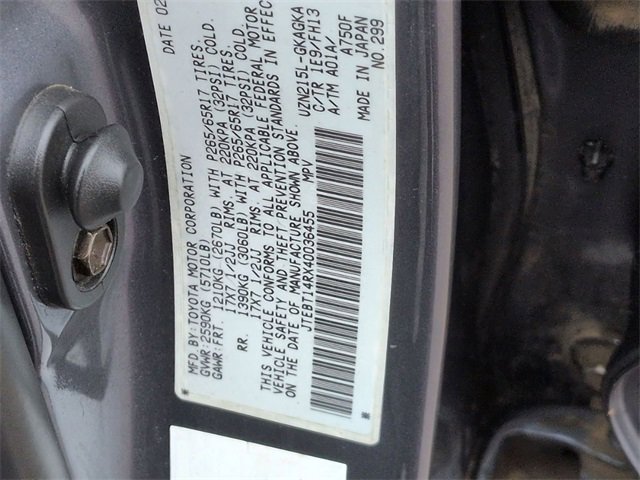 MFD.BY:TOYOTA MOTOR CORPORATION DATE 02
GVWR:2590KG(5710LB)
GAWR:FRT. 1210KG (2670LB) WITH P265/65R17 TIRES,
17X7 1/2JJ RIMS, AT 220KPA (32PSI) COLD.
RR. 1390KG (3060LB) WITH P265/65R17 TIRES,
17X7 1/2JJ RIMS, AT 220KPA (32PSI) COLD.
THIS VEHICLE CONFORMS TO ALL APPLICABLE FEDERAL MOTOR
VEHICLE SAFETY AND THEFT PREVENTION STANDARDS IN EFFECT
ON THE DATE OF MANUFACTURE SHOWN ABOVE.
JTEBT14RX40036455 MPV
UZN215L-GKAGKA
C/TR 1E9/FH13
A/TM A01A/ A750F
MADE IN JAPAN
NO.299